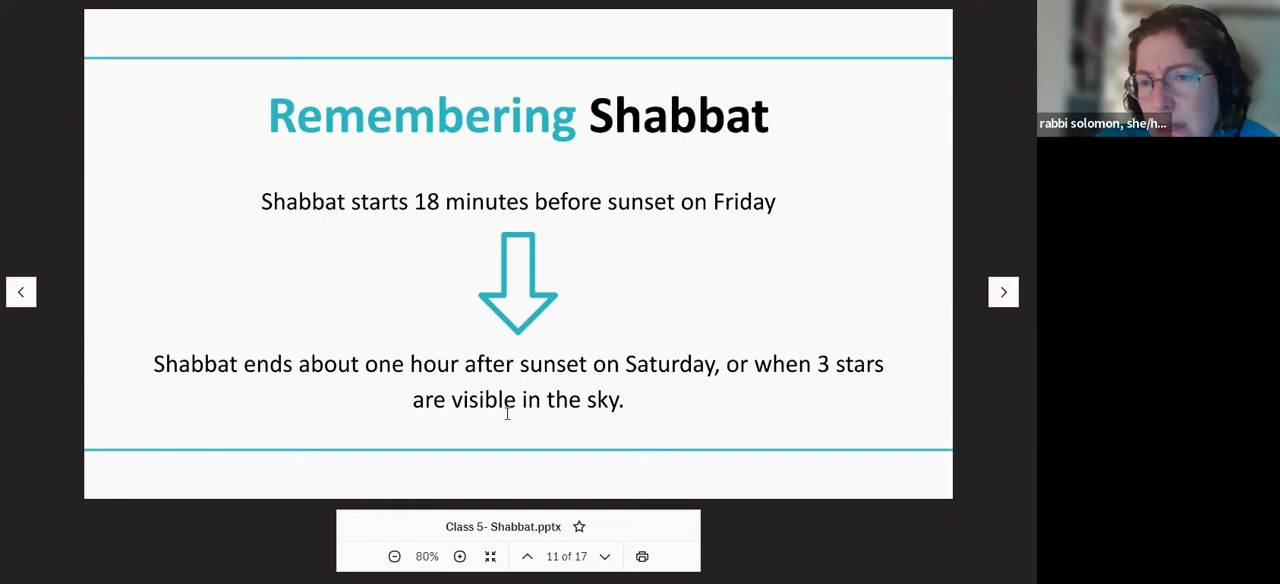 Remembering Shabbat
Shabbat starts 18 minutes before sunset on Friday
Shabbat ends about one hour after sunset on Saturday, or when 3 stars
are visible in the sky.
rabbi solomon, she/h...
Class 5- Shabbat.pptx
80%
11 of 17